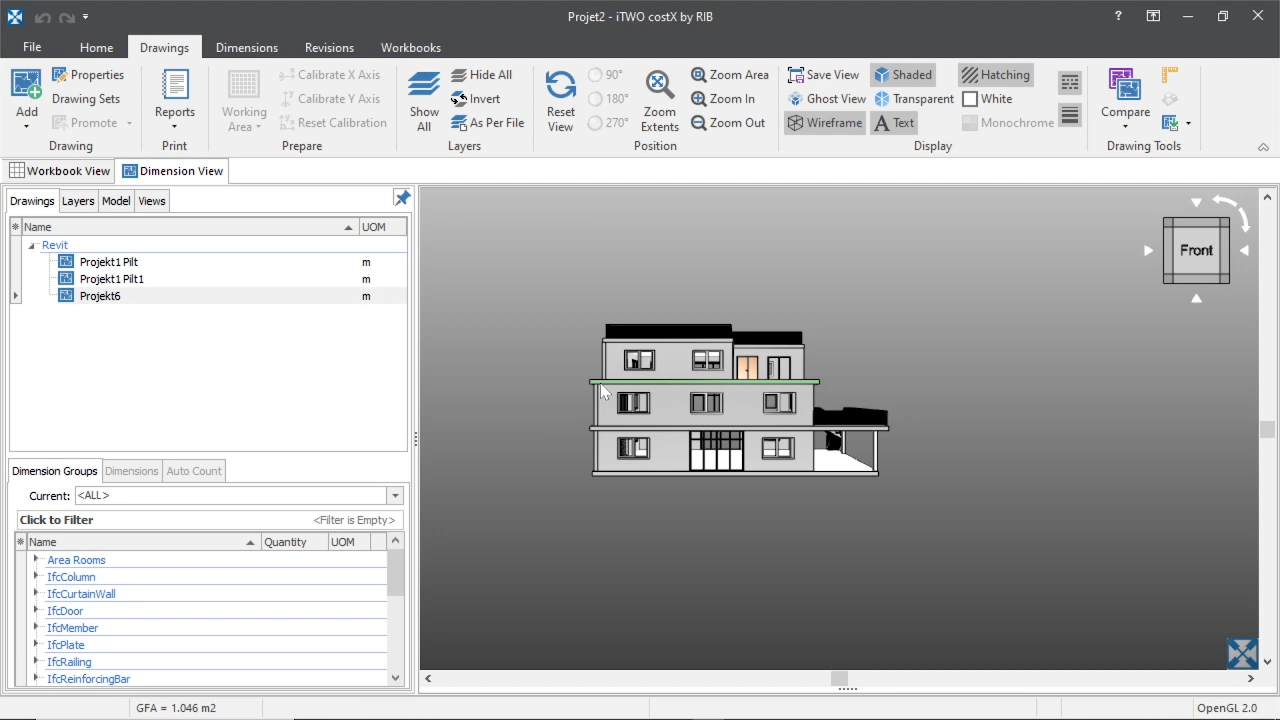 Projet2 - iTWO costX by RIB
?
File Home Drawings Dimensions Revisions Workbooks
Add
Properties
Drawing Sets
Promote
Drawing
Reports
Print
Working
Area
Calibrate X Axis
Calibrate Y Axis
Reset Calibration
Prepare
Show
All
Hide All
Invert
As Per File
Layers
Reset
View
90°
180°
270°
Zoom
Extents
Zoom Area
Zoom In
Zoom Out
Position
Save View
Ghost View
Wireframe
Shaded
Transparent
Text
Hatching
White
Monochrome
Display
Compare
Drawing Tools
Workbook View Dimension View
Drawings Layers Model Views
Name UOM
Revit
Projekt1 Pilt m
Projekt1 Pilt1 m
Projekt6 m
Front
Dimension Groups Dimensions Auto Count
Current: <ALL>
Click to Filter <Filter is Empty>
Name Quantity UOM
Area Rooms
IfcColumn
IfcCurtainWall
IfcDoor
IfcMember
IfcPlate
IfcRailing
IfcReinforcingBar
GFA = 1.046 m2
OpenGL 2.0